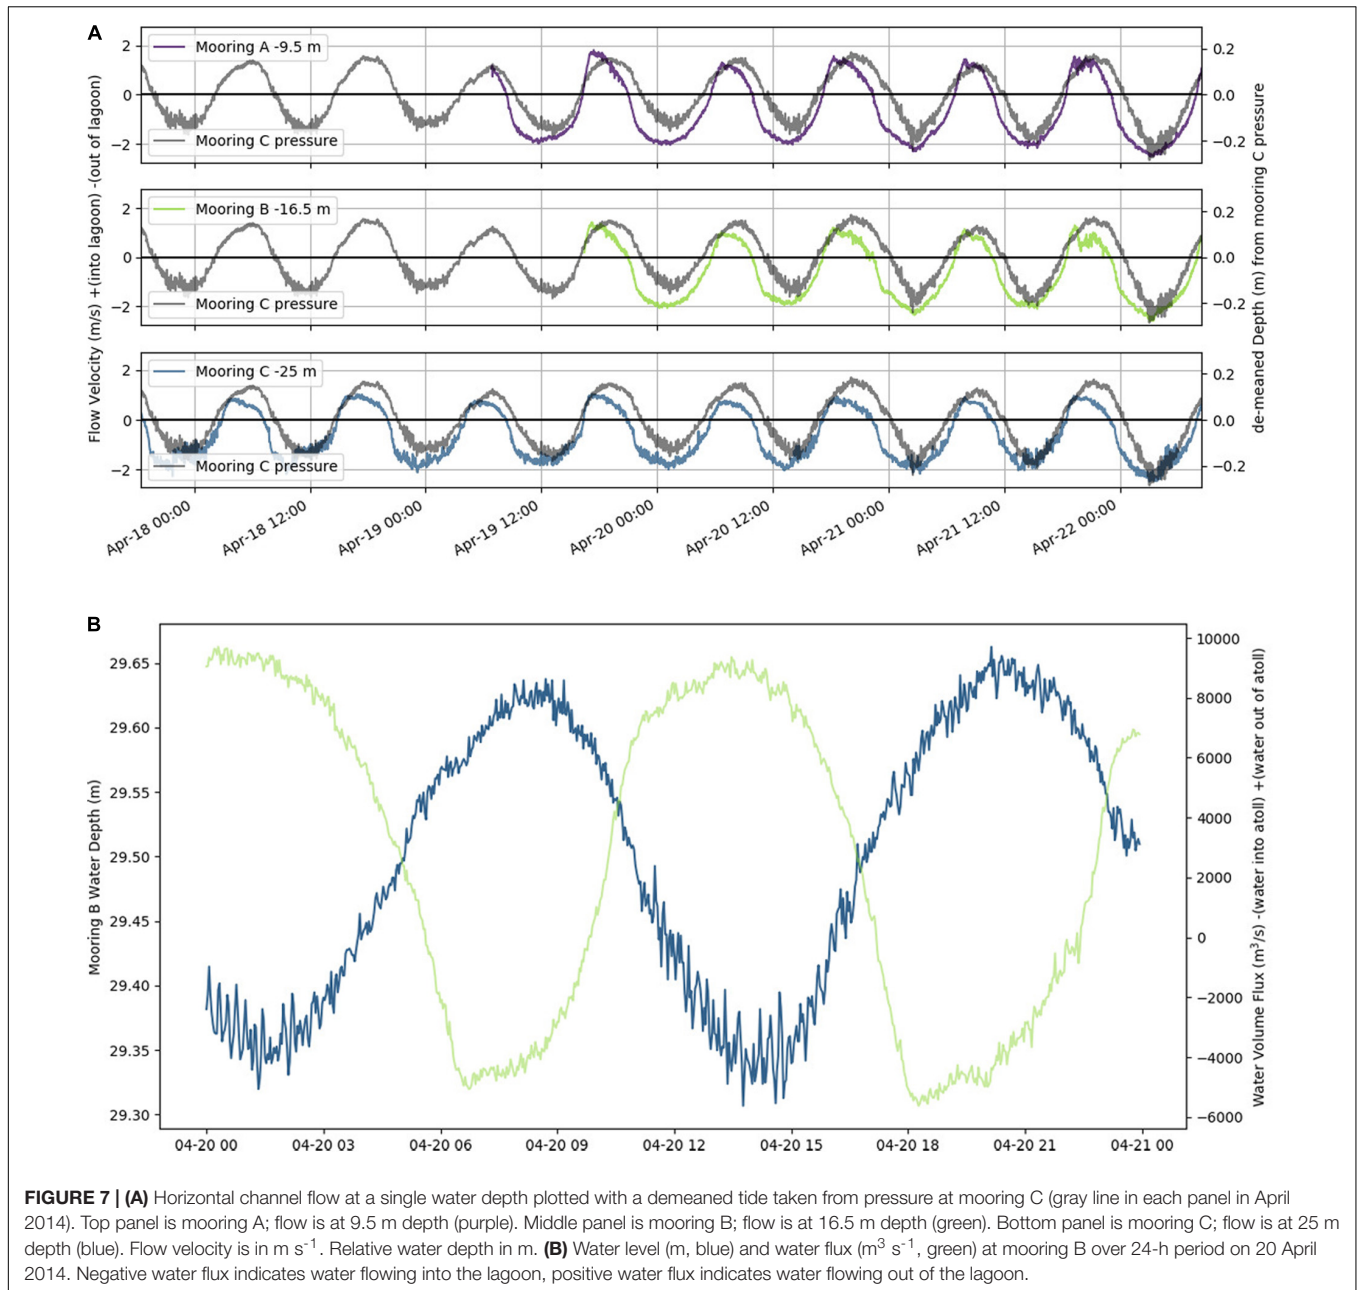 A
Mooring A -9.5 m
Mooring C pressure
2
0
−2
0.2
0.0
−0.2
Mooring B -16.5 m
Mooring C pressure
2
0
−2
0.2
0.0
−0.2
Mooring C -25 m
Mooring C pressure
2
0
−2
0.2
0.0
−0.2
Flow Velocity (m/s) +(into lagoon) -(out of lagoon)
de-meaned Depth (m) from mooring C pressure
Apr-18 00:00
Apr-18 12:00
Apr-19 00:00
Apr-19 12:00
Apr-20 00:00
Apr-20 12:00
Apr-21 00:00
Apr-21 12:00
Apr-22 00:00
B
29.65
29.60
29.55
29.50
29.45
29.40
29.35
29.30
Mooring B Water Depth (m)
10000
8000
6000
4000
2000
0
−2000
−4000
−6000
Water Volume Flux (m³/s) -(water into atoll) +(water out of atoll)
04-20 00
04-20 03
04-20 06
04-20 09
04-20 12
04-20 15
04-20 18
04-20 21
04-21 00
FIGURE 7 | (A) Horizontal channel flow at a single water depth plotted with a demeaned tide taken from pressure at mooring C (gray line in each panel in April
2014). Top panel is mooring A; flow is at 9.5 m depth (purple). Middle panel is mooring B; flow is at 16.5 m depth (green). Bottom panel is mooring C; flow is at 25 m
depth (blue). Flow velocity is in m s⁻¹. Relative water depth in m. (B) Water level (m, blue) and water flux (m³ s⁻¹, green) at mooring B over 24-h period on 20 April
2014. Negative water flux indicates water flowing into the lagoon, positive water flux indicates water flowing out of the lagoon.